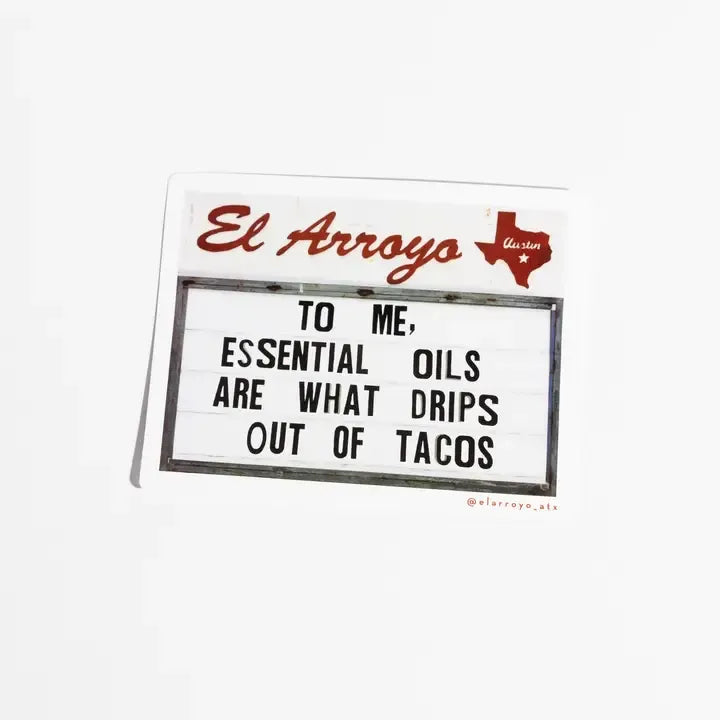 El Arroyo
Austin
TO ME,
ESSENTIAL OILS
ARE WHAT DRIPS
OUT OF TACOS
@elarroyo_atx